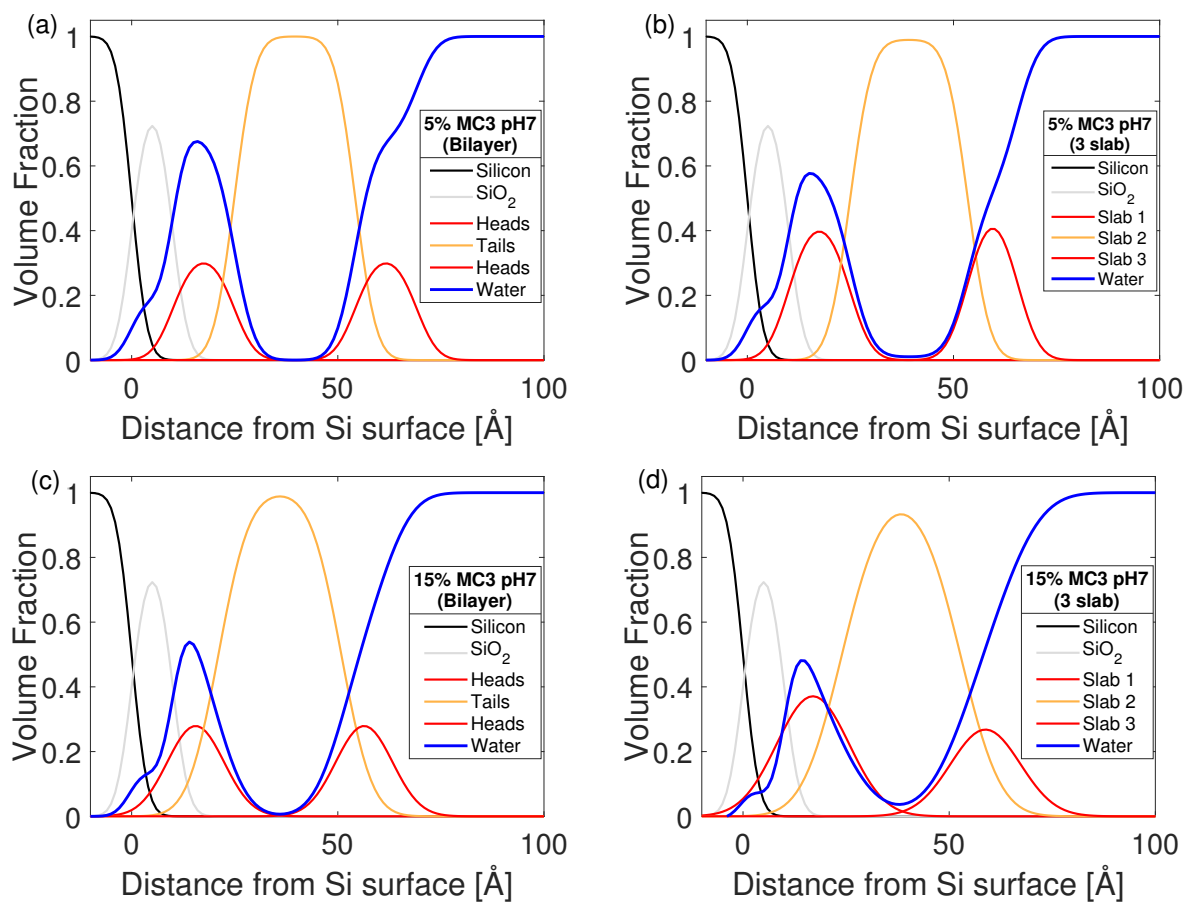 (a)
1
0.8
0.6
0.4
0.2
0
Volume Fraction
5% MC3 pH7
(Bilayer)
Silicon
SiO2
Heads
Tails
Heads
Water
0
50
100
Distance from Si surface [Å]
(b)
1
0.8
0.6
0.4
0.2
0
Volume Fraction
5% MC3 pH7
(3 slab)
Silicon
SiO2
Slab 1
Slab 2
Slab 3
Water
0
50
100
Distance from Si surface [Å]
(c)
1
0.8
0.6
0.4
0.2
0
Volume Fraction
15% MC3 pH7
(Bilayer)
Silicon
SiO2
Heads
Tails
Heads
Water
0
50
100
Distance from Si surface [Å]
(d)
1
0.8
0.6
0.4
0.2
0
Volume Fraction
15% MC3 pH7
(3 slab)
Silicon
SiO2
Slab 1
Slab 2
Slab 3
Water
0
50
100
Distance from Si surface [Å]